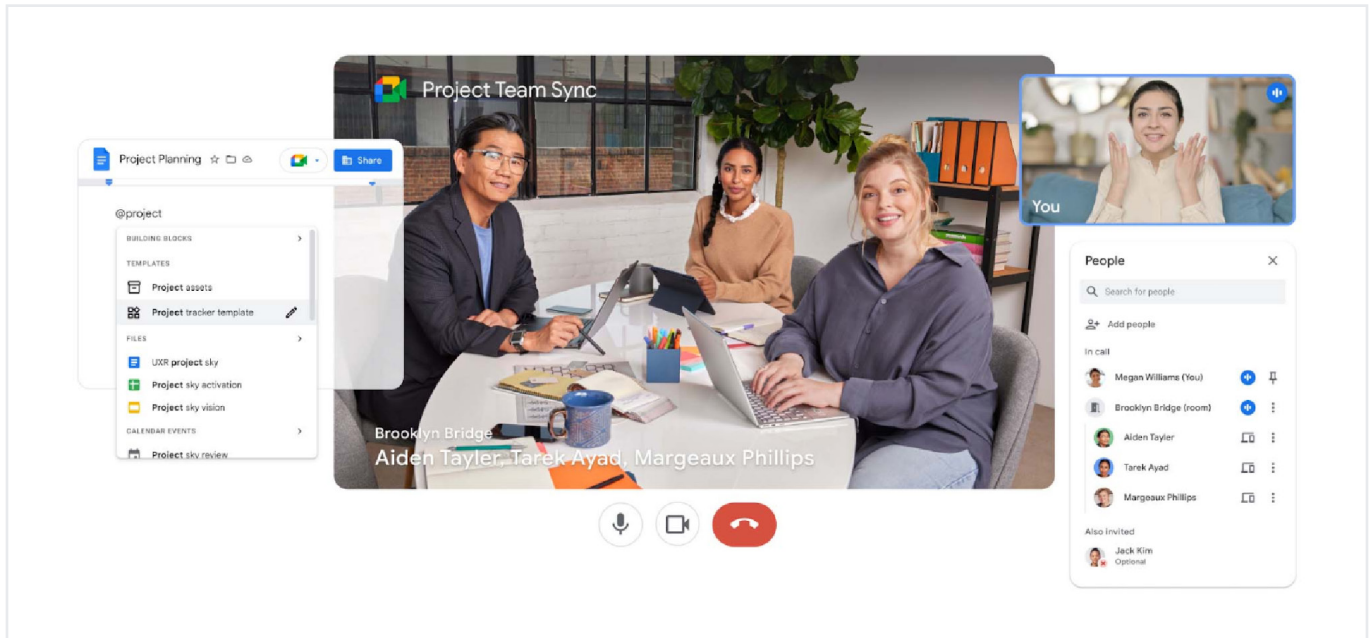 Project Team Sync
Project Planning
Share
@project
BUILDING BLOCKS
TEMPLATES
Project assets
Project tracker template
FILES
UXR project sky
Project sky activation
Project sky vision
CALENDAR EVENTS
Project sky review
Brooklyn Bridge
Aiden Tayler, Tarek Ayad, Margeaux Phillips
You
People
Search for people
Add people
In call
Megan Williams (You)
Brooklyn Bridge (room)
Aiden Tayler
Tarek Ayad
Margeaux Phillips
Also invited
Jack Kim
Optional